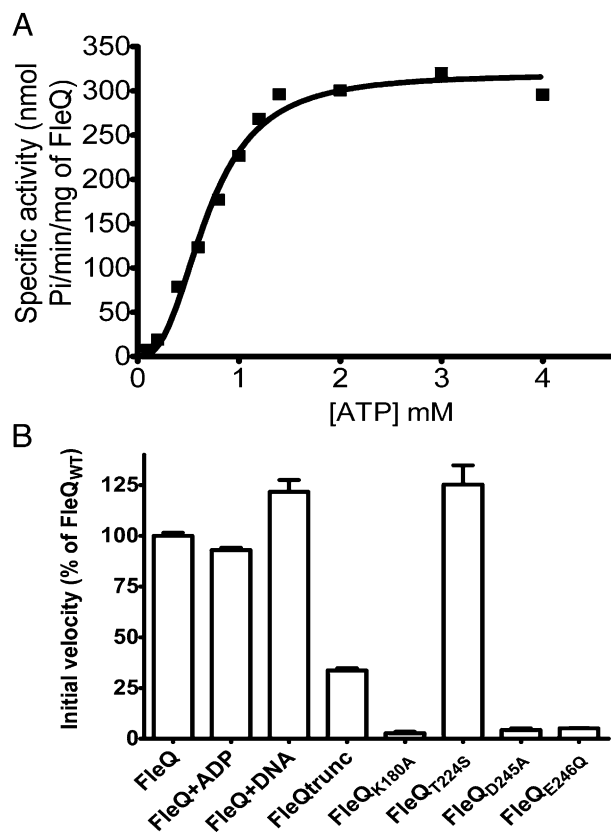 A
Specific activity (nmol
Pi/min/mg of FleQ)
350
300
250
200
150
100
50
0
0 1 2 3 4
[ATP] mM
B
Initial velocity (% of FleQWT)
125
100
75
50
25
0
FleQ
FleQ+ADP
FleQ+DNA
FleQtrunc
FleQK180A
FleQT224S
FleQD245A
FleQE246Q